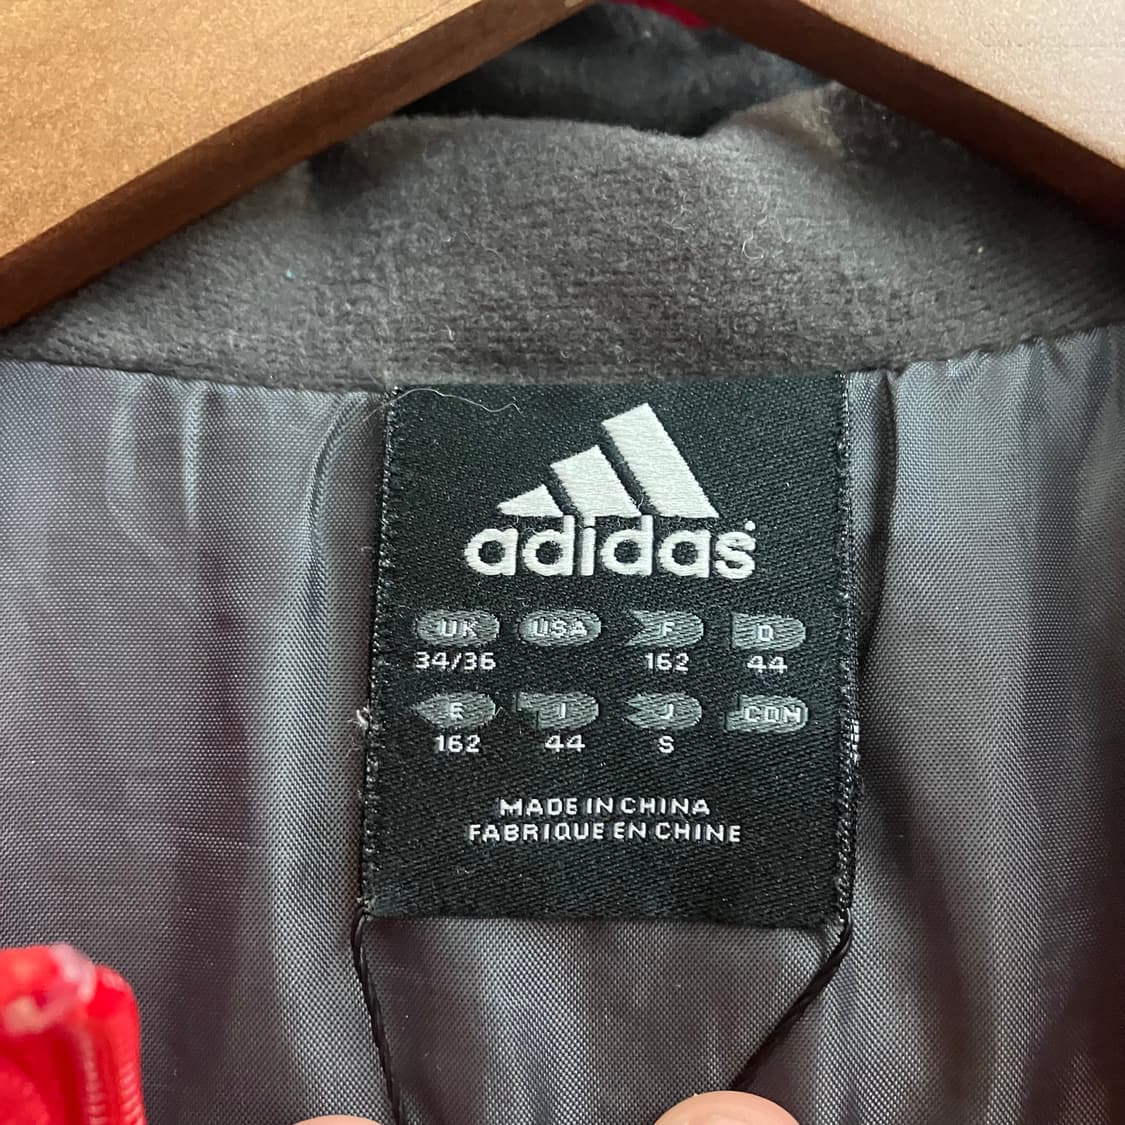 adidas
UK USA F D
34/36 162 44
E I J CDN
162 44 S
MADE IN CHINA
FABRIQUE EN CHINE